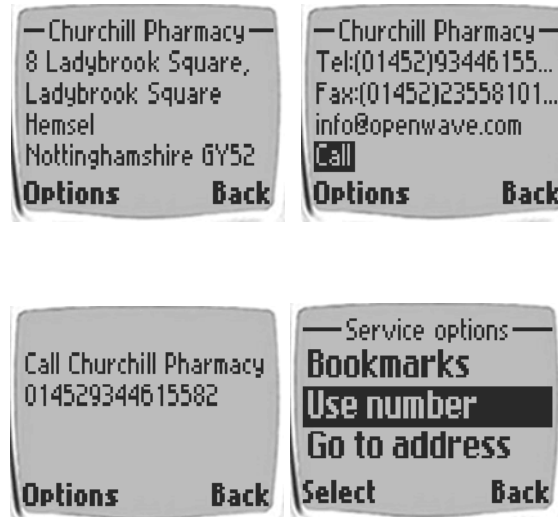 Churchill Pharmacy
8 Ladybrook Square,
Ladybrook Square
Hemsel
Nottinghamshire GY52
Options Back
Churchill Pharmacy
Tel:(01452)93446155...
Fax:(01452)23558101...
info@openwave.com
Call
Options Back
Call Churchill Pharmacy
014529344615582
Options Back
Service options
Bookmarks
Use number
Go to address
Select Back